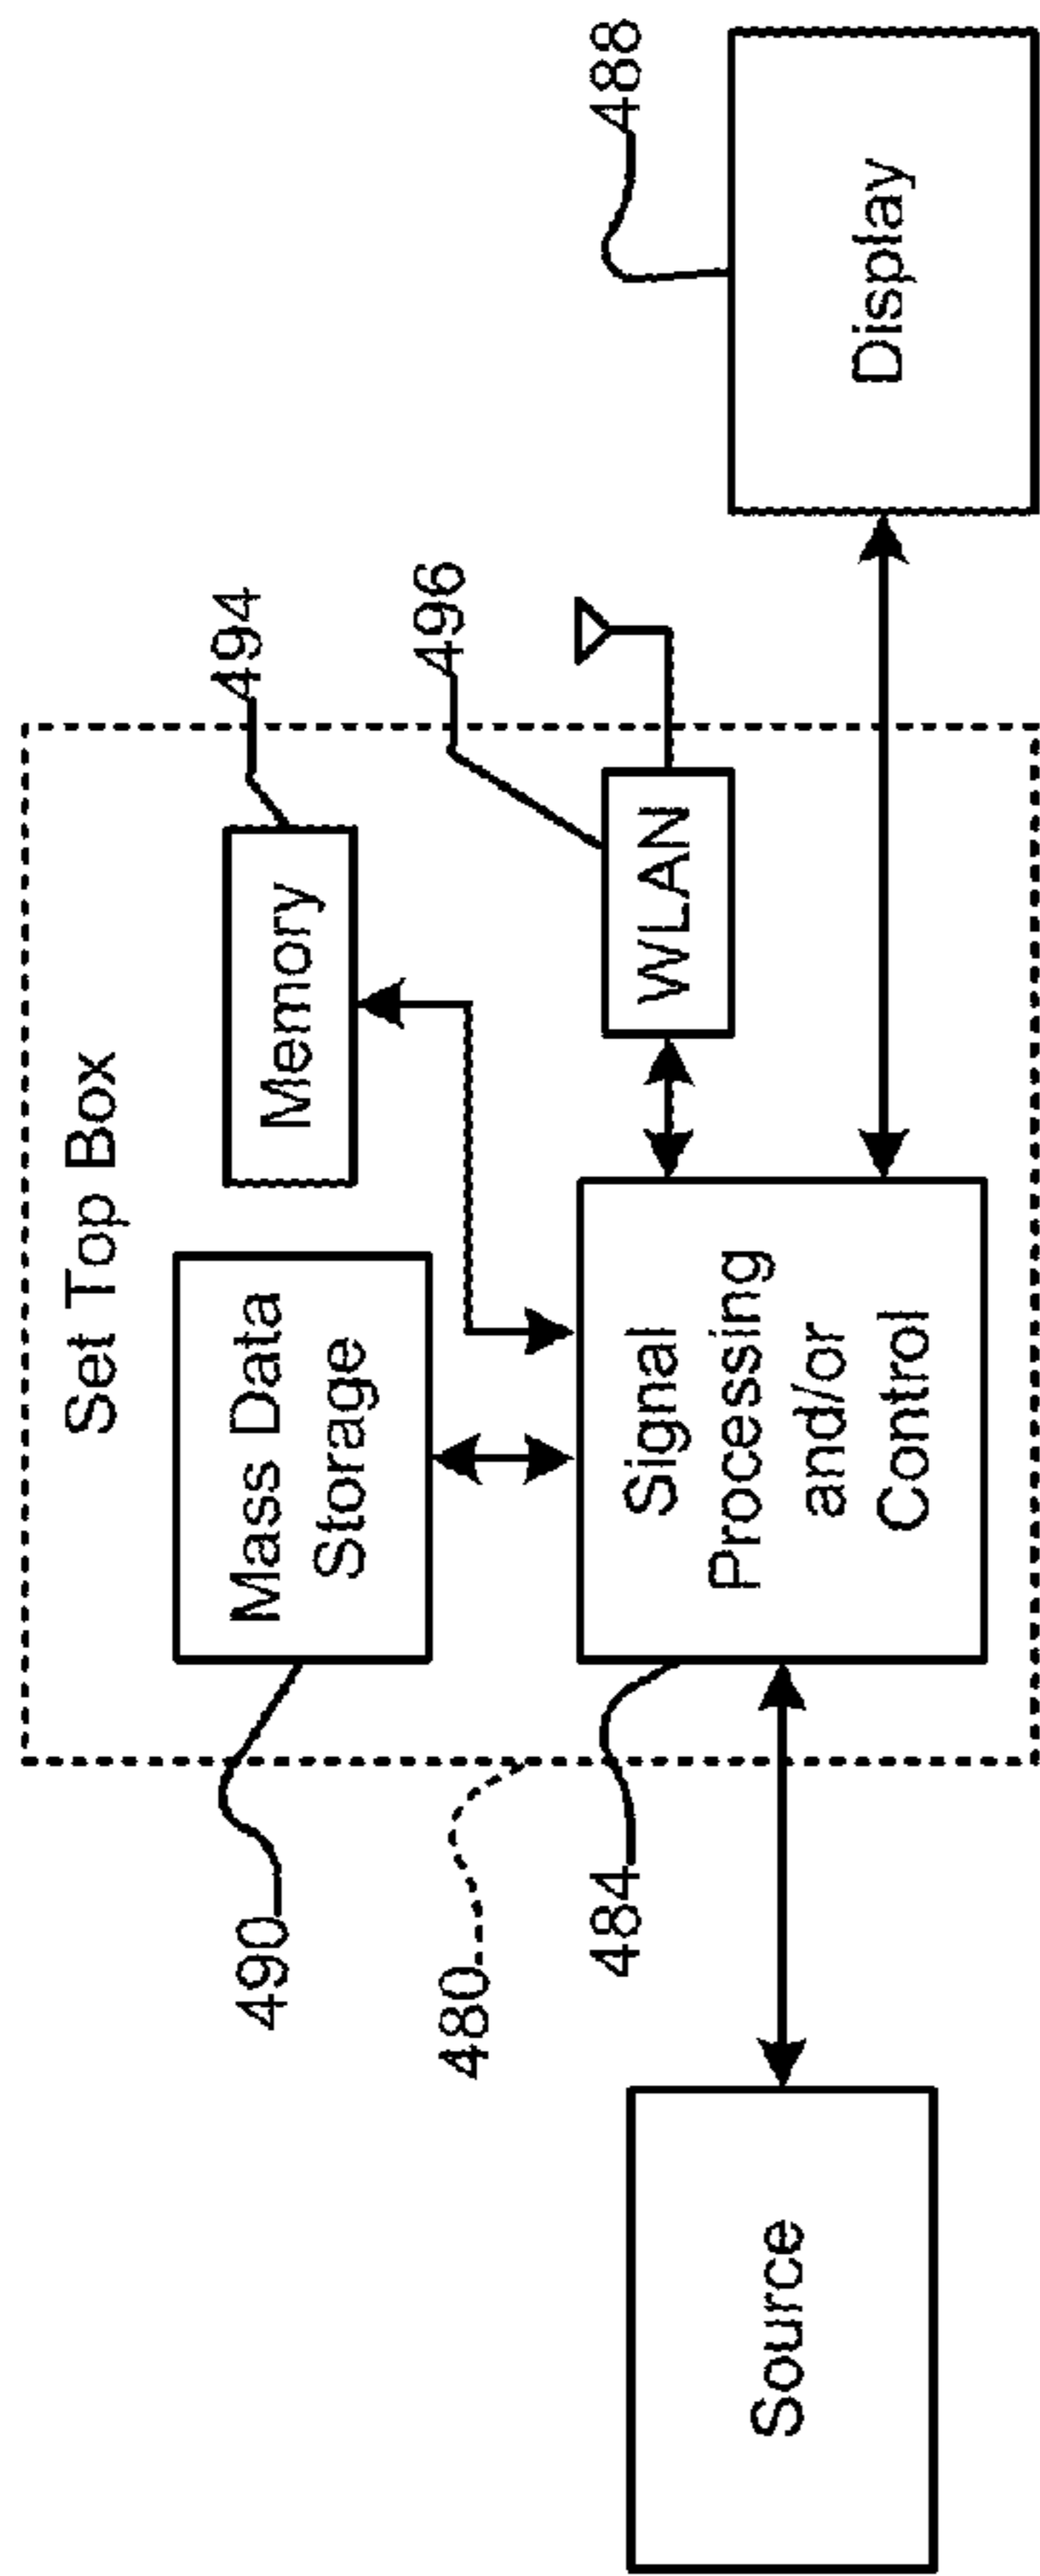 Set Top Box
490
Mass Data
Storage
Memory
494
480
484
Signal
Processing
and/or
Control
WLAN
496
488
Source
Display